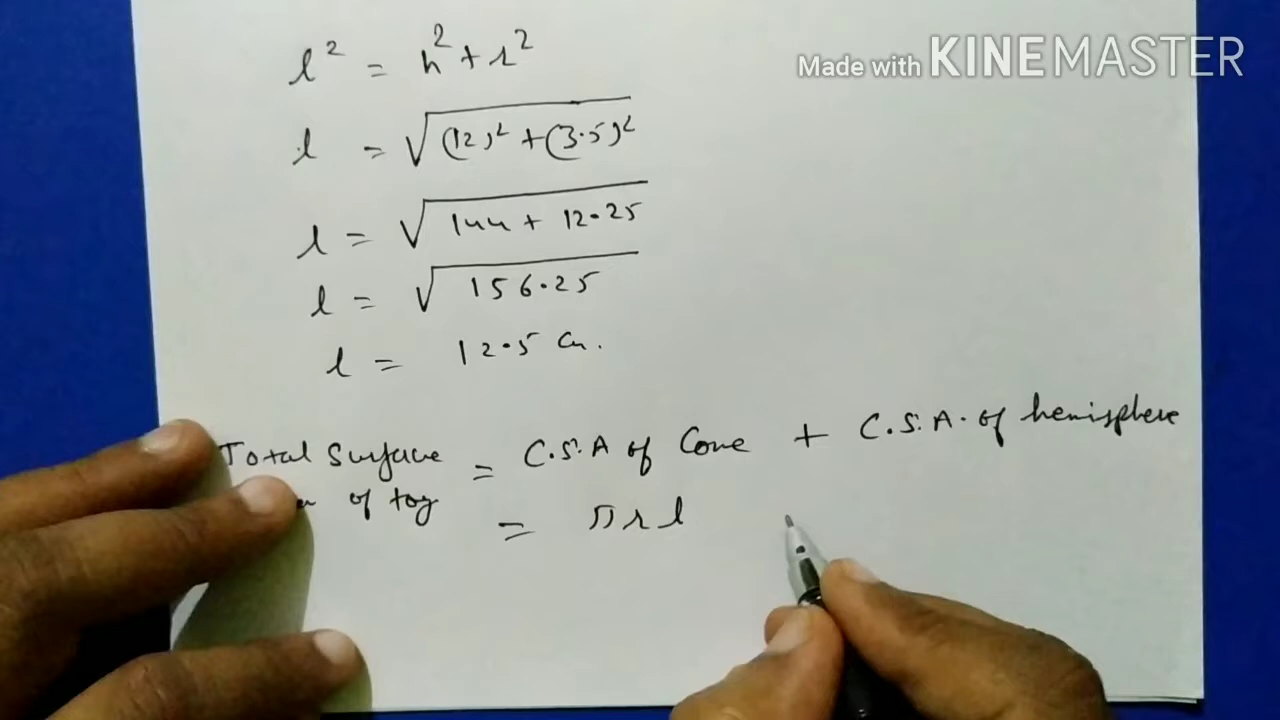 Made with KINEMASTER
l² = h² + r²
l = √(12)² + (3.5)²
l = √144 + 12.25
l = √156.25
l = 12.5 cm.
Total Surface = C.S.A of Cone + C.S.A. of hemisphere
of toy
= πrl